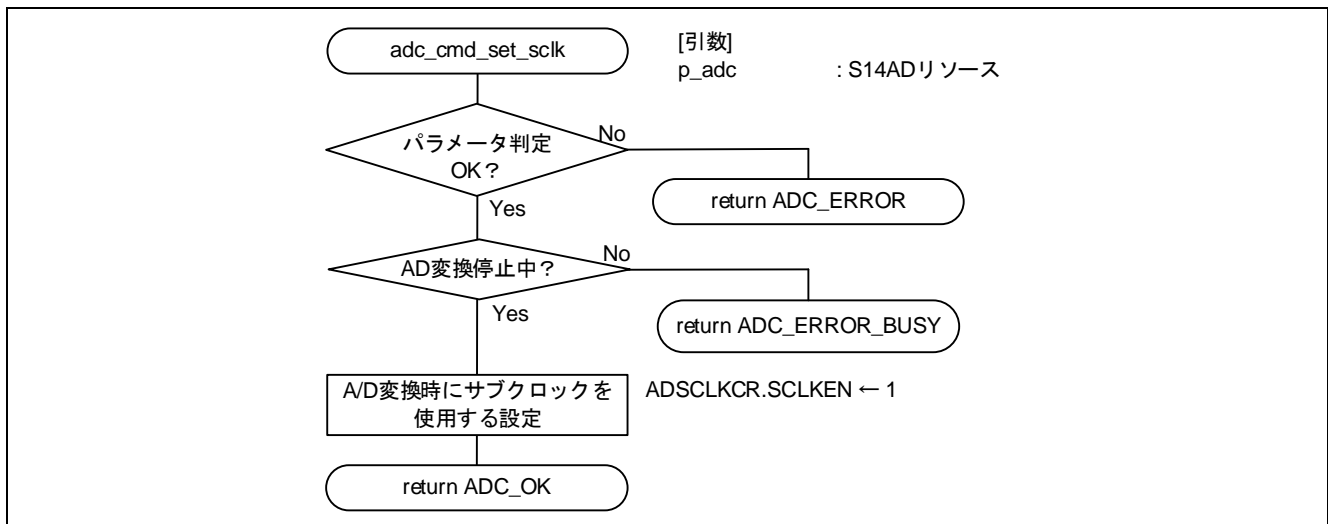 adc_cmd_set_sclk
[引数]
p_adc : S14ADリソース
パラメータ判定
OK？
No
return ADC_ERROR
Yes
AD変換停止中？
No
return ADC_ERROR_BUSY
Yes
A/D変換時にサブクロックを
使用する設定
ADSCLKCR.SCLKEN ← 1
return ADC_OK